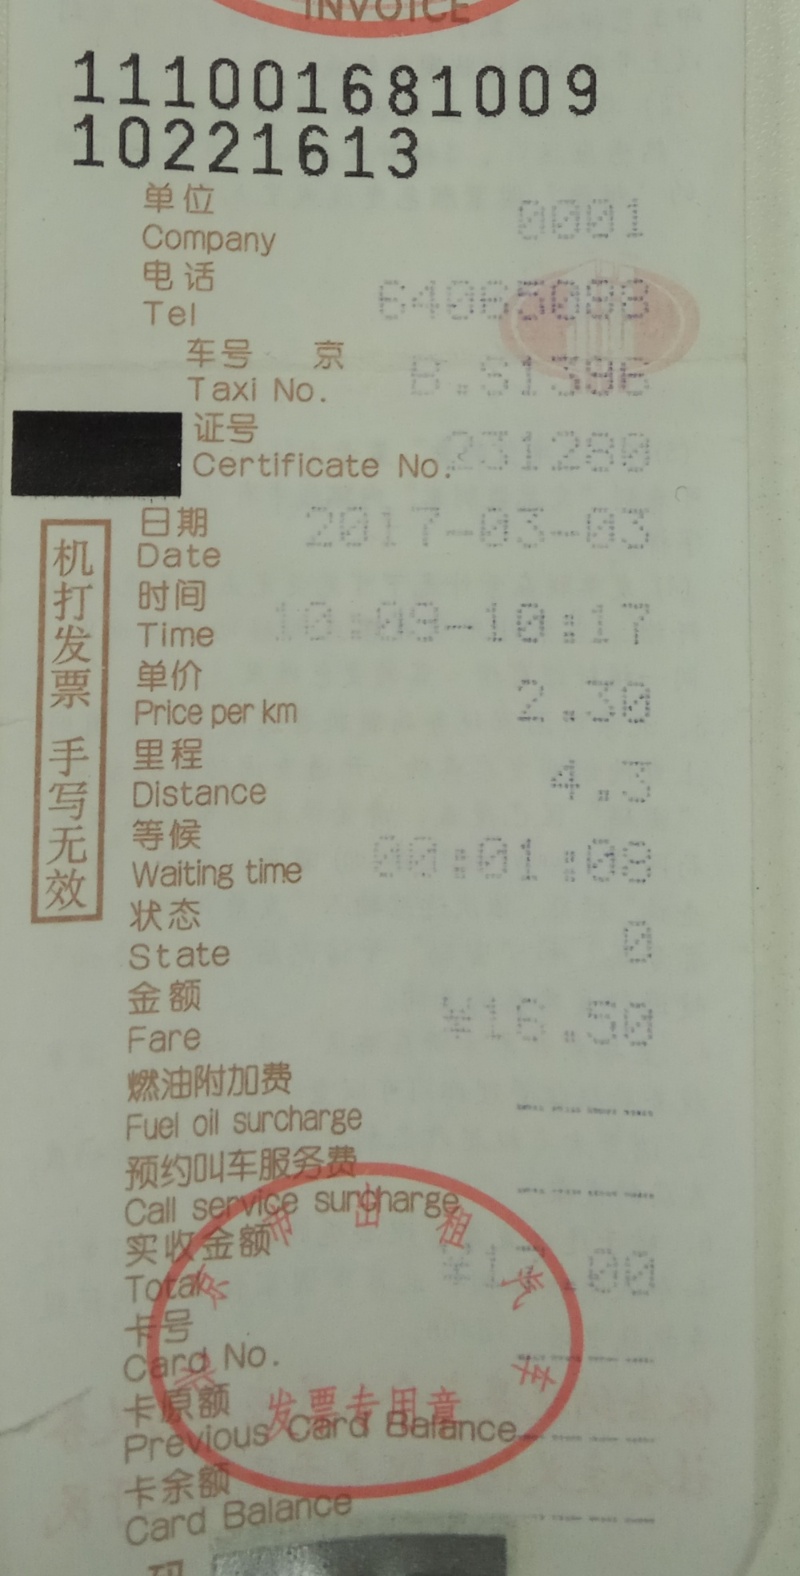 INVOICE
111001681009
10221613
单位 0001
Company
电话 64065088
Tel
车号 京 B.S1396
Taxi No.
证号 231280
Certificate No.
日期 2017-03-03
Date
时间 10:09-10:17
Time
单价 2.30
Price per km
里程 4.3
Distance
等候 00:01:08
Waiting time
状态 0
State
金额 ¥16.50
Fare
燃油附加费 -----
Fuel oil surcharge
预约叫车服务费 -----
Call service surcharge
实收金额 ¥17.00
Total
卡号
Card No. -----
卡原额
Previous Card Balance -----
卡余额
Card Balance -----
码
机打发票 手写无效
北京市出租汽车
发票专用章